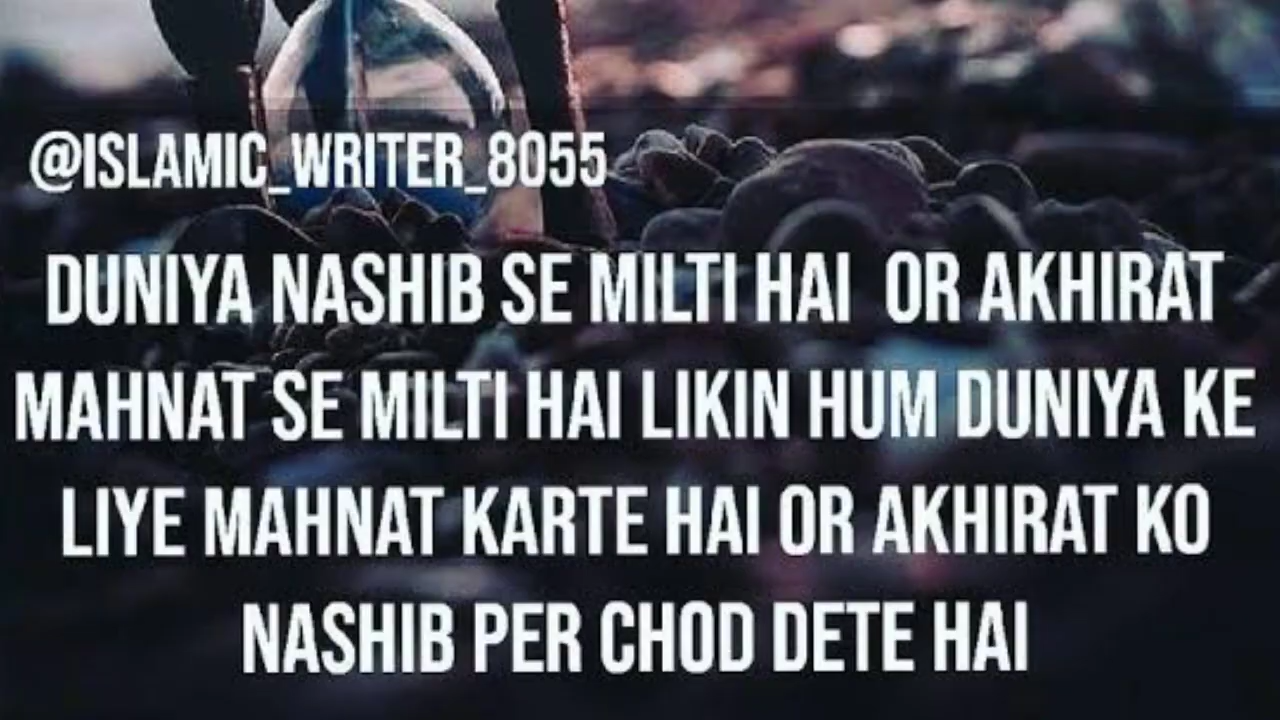 @ISLAMIC_WRITER_8055
DUNIYA NASHIB SE MILTI HAI OR AKHIRAT
MAHNAT SE MILTI HAI LIKIN HUM DUNIYA KE
LIYE MAHNAT KARTE HAI OR AKHIRAT KO
NASHIB PER CHOD DETE HAI